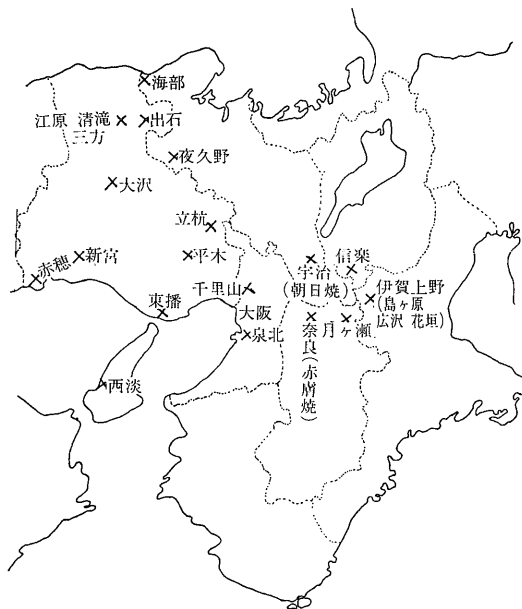 海部
江原 清滝
三方
出石
夜久野
大沢
立杭
赤穂
新宮
平木
千里山
東播
大阪
泉北
西淡
宇治
(朝日焼)
信楽
伊賀上野
(島ヶ原
広沢 花垣)
奈良(赤膚焼)
月ヶ瀬